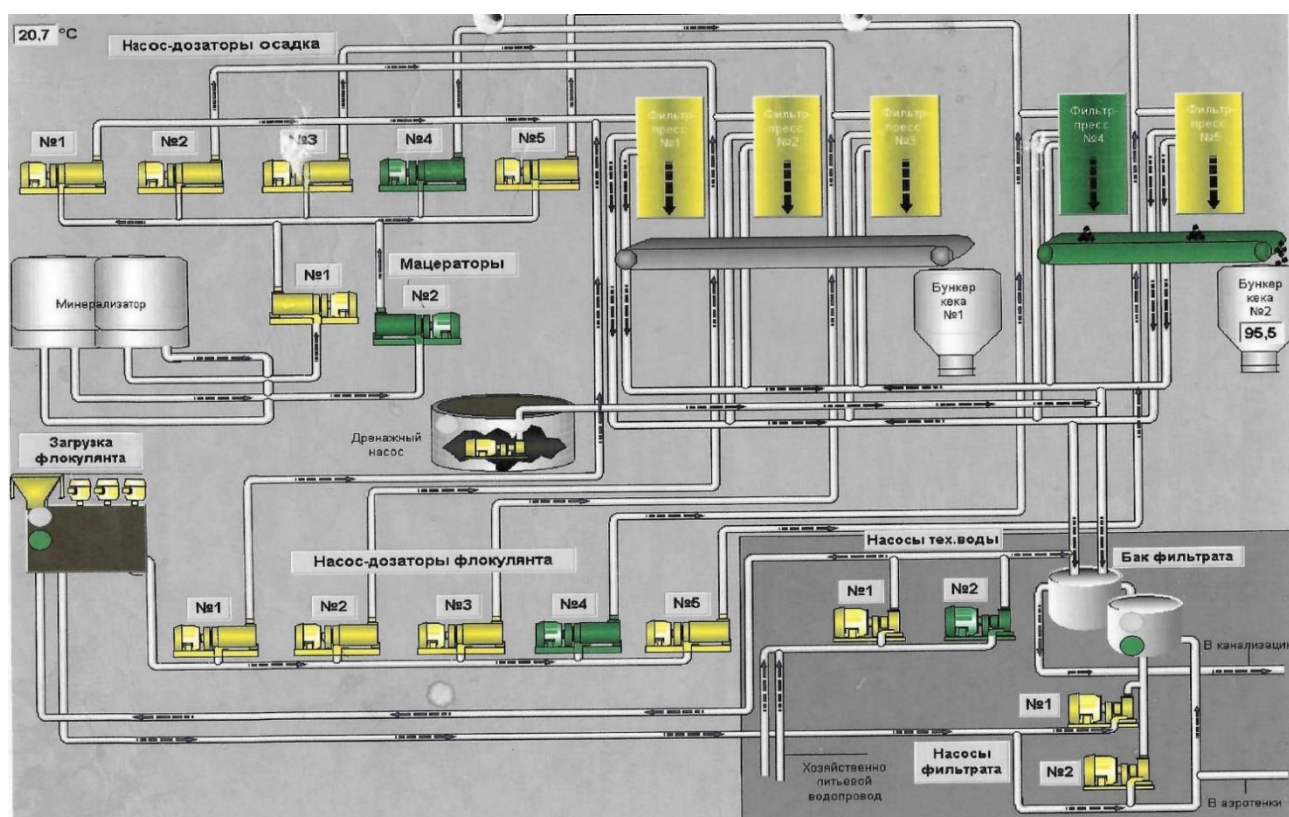 20,7 °C
Насос-дозаторы осадка
№1
№2
№3
№4
№5
Фильтр-
пресс
№1
Фильтр-
пресс
№2
Фильтр-
пресс
№3
Фильтр-
пресс
№4
Фильтр-
пресс
№5
Минерализатор
№1
Мацераторы
№2
Бункер
кека
№1
Бункер
кека
№2
95,5
Дренажный
насос
Загрузка
флокулянта
Насос-дозаторы флокулянта
№1
№2
№3
№4
№5
Насосы тех.воды
№1
№2
Бак фильтрата
В канализацию
№1
Насосы
фильтрата
№2
Хозяйственно
питьевой
водопровод
В аэротенки